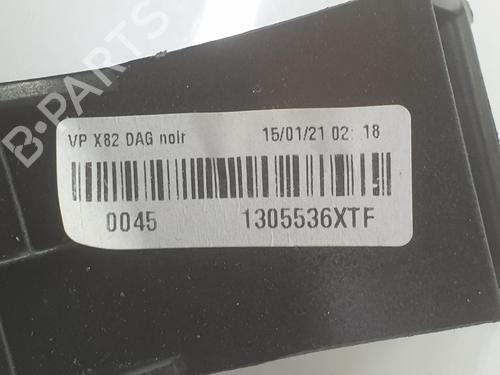 B-PARTS
VP X82 DAG noir 15/01/21 02: 18
0045 1305536XTF